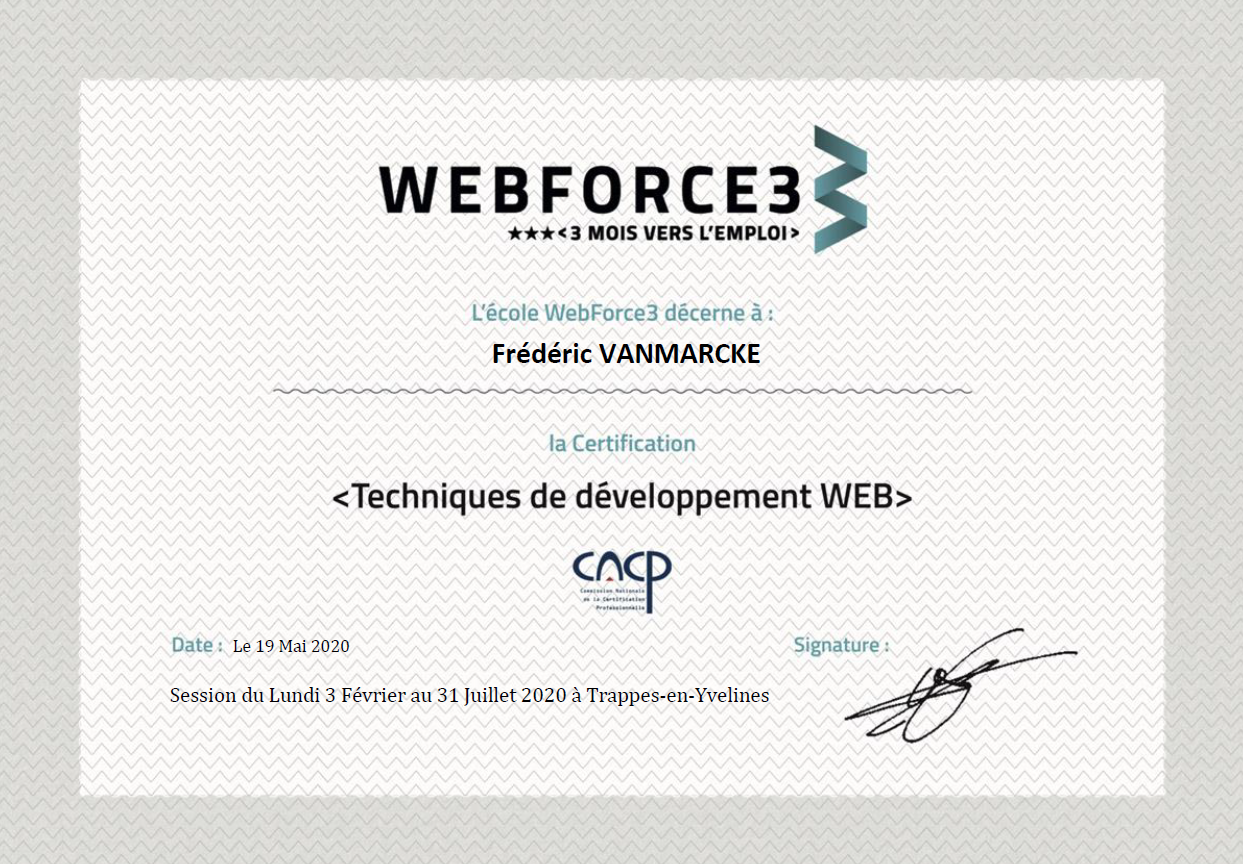 WEBFORCE3
★★★<3 MOIS VERS L'EMPLOI>
L'école WebForce3 décerne à :
Frédéric VANMARCKE
la Certification
<Techniques de développement WEB>
CNCP
Commission Nationale
de la Certification
Professionnelle
Date : Le 19 Mai 2020
Signature :
Session du Lundi 3 Février au 31 Juillet 2020 à Trappes-en-Yvelines